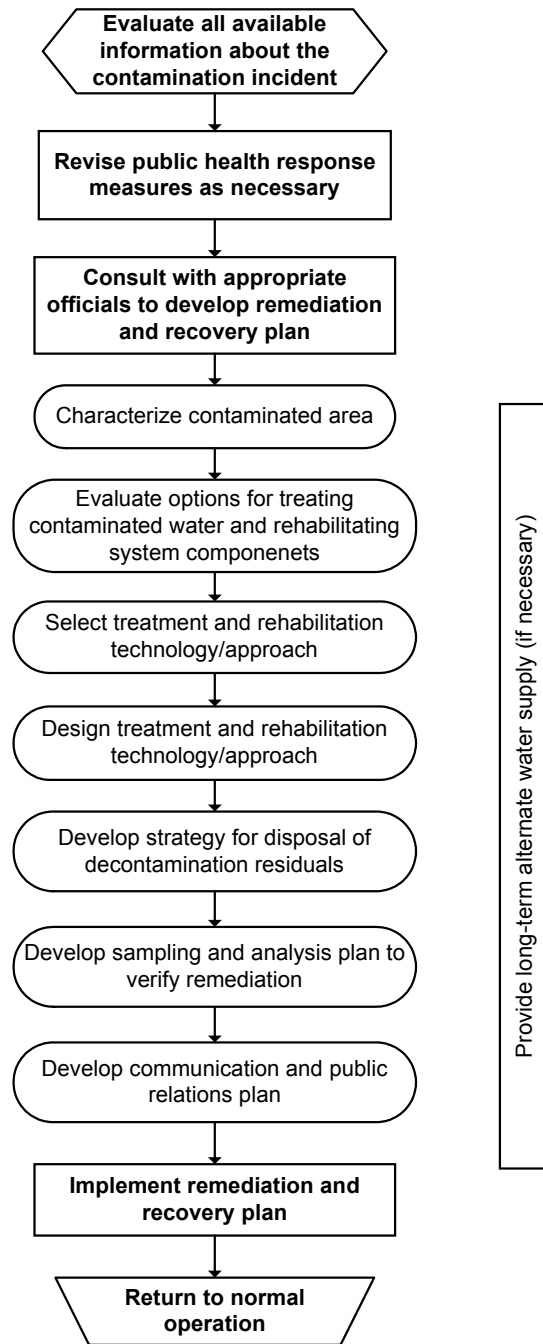 Evaluate all available
information about the
contamination incident
Revise public health response
measures as necessary
Consult with appropriate
officials to develop remediation
and recovery plan
Characterize contaminated area
Evaluate options for treating
contaminated water and rehabilitating
system componenets
Select treatment and rehabilitation
technology/approach
Design treatment and rehabilitation
technology/approach
Develop strategy for disposal of
decontamination residuals
Develop sampling and analysis plan to
verify remediation
Develop communication and public
relations plan
Implement remediation and
recovery plan
Return to normal
operation
Provide long-term alternate water supply (if necessary)